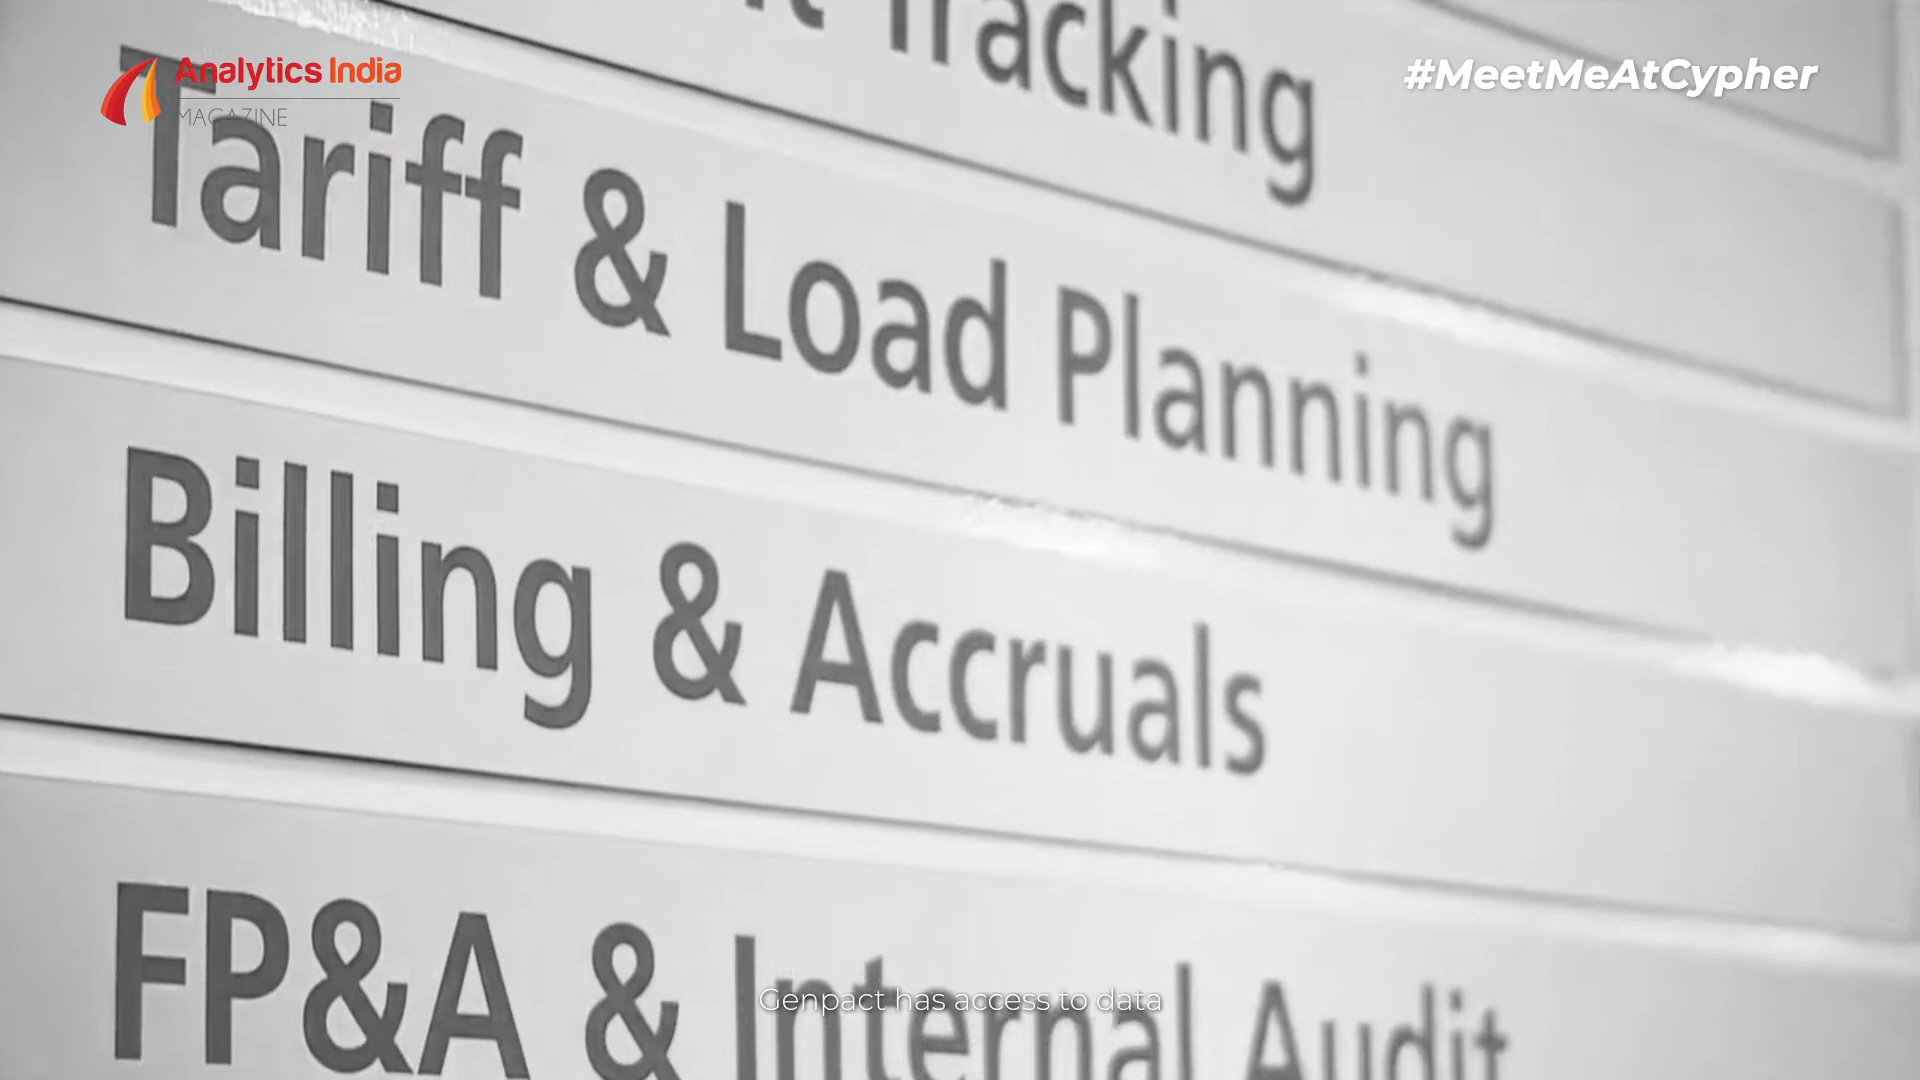 Tracking
Analytics India
MAGAZINE
#MeetMeAtCypher
Tariff & Load Planning
Billing & Accruals
FP&A & Internal Audit
Genpact has access to data